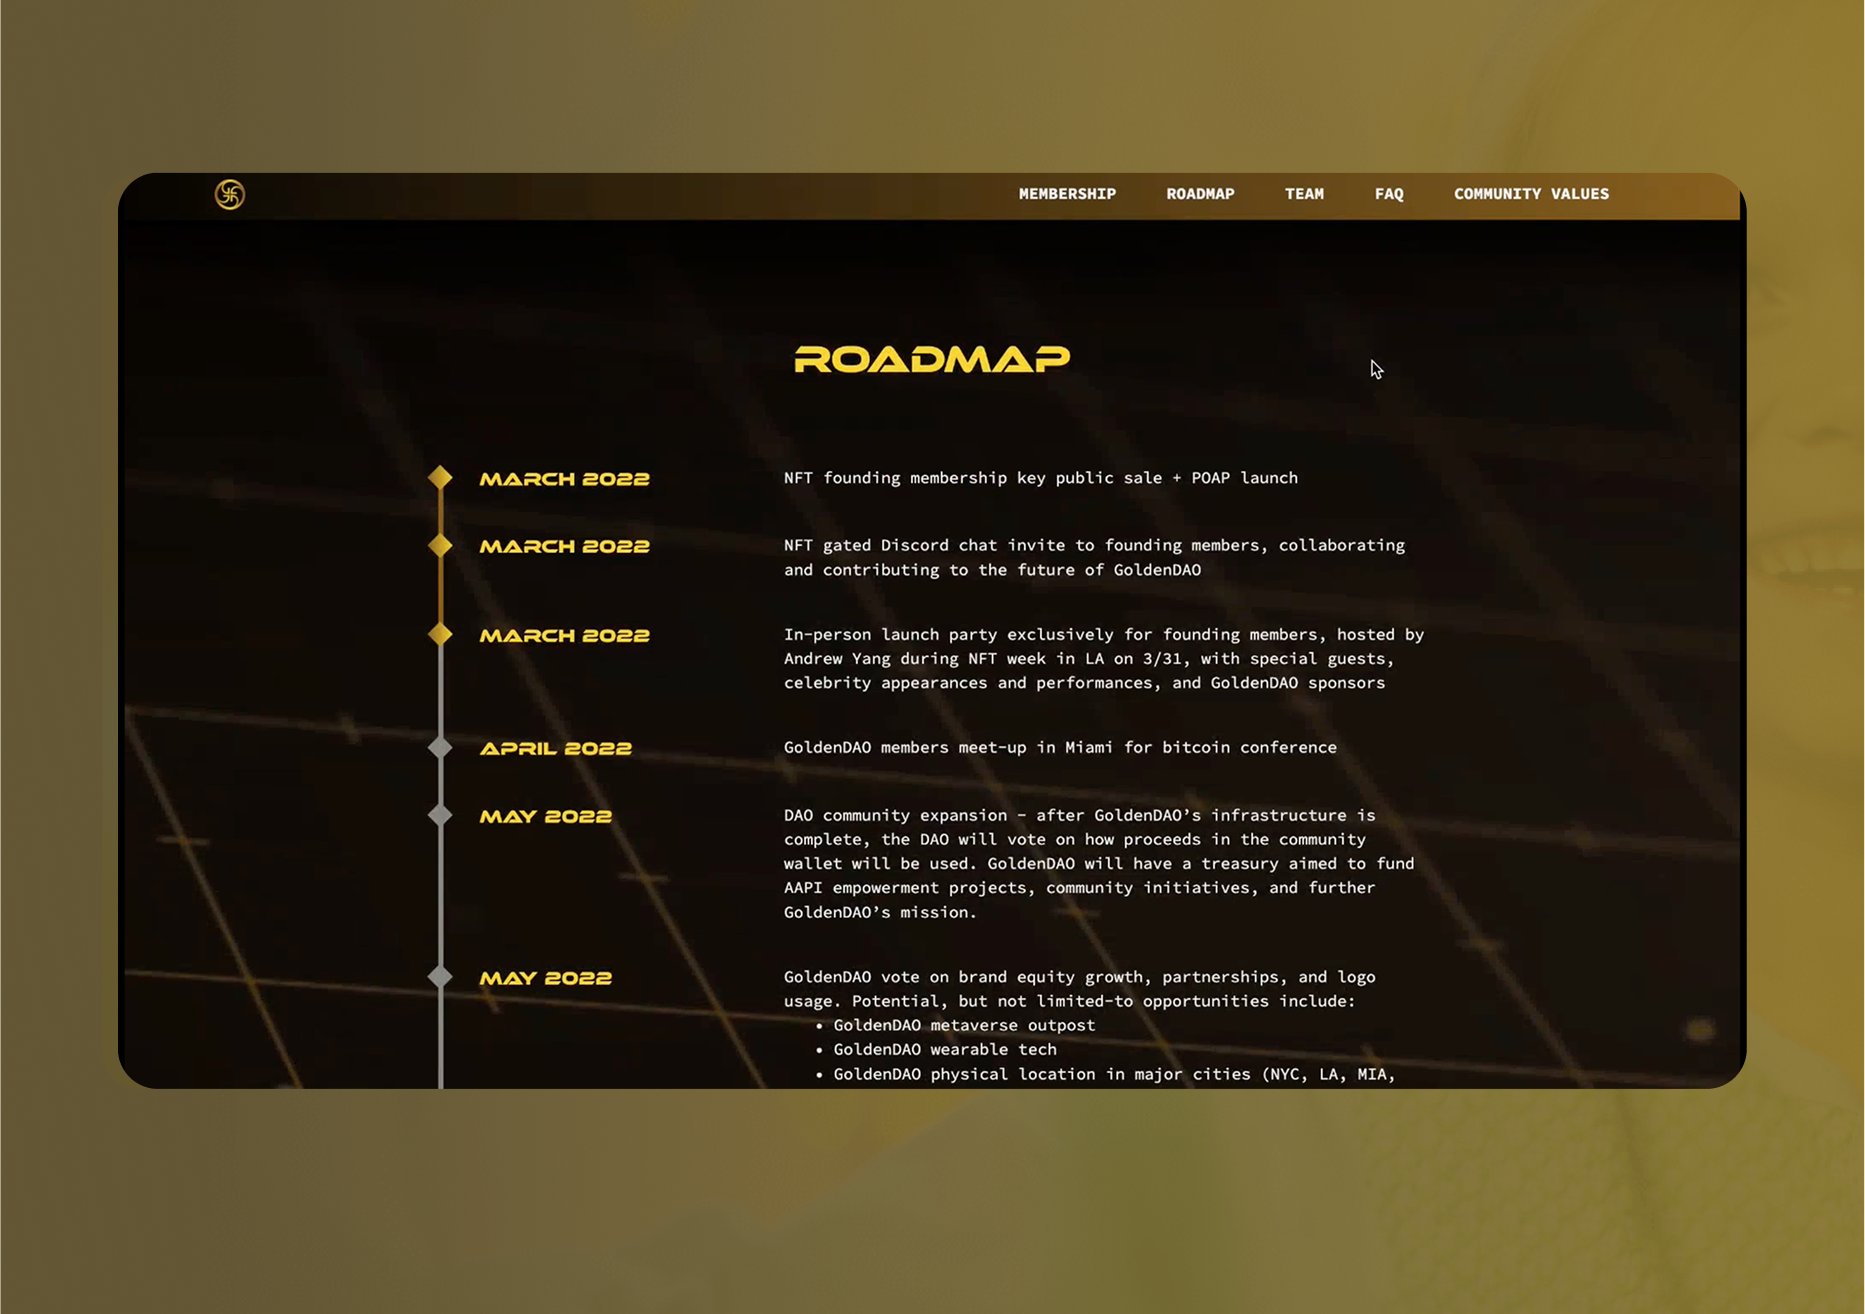 MEMBERSHIP ROADMAP TEAM FAQ COMMUNITY VALUES
ROADMAP
MARCH 2022
NFT founding membership key public sale + POAP launch
MARCH 2022
NFT gated Discord chat invite to founding members, collaborating
and contributing to the future of GoldenDAO
MARCH 2022
In-person launch party exclusively for founding members, hosted by
Andrew Yang during NFT week in LA on 3/31, with special guests,
celebrity appearances and performances, and GoldenDAO sponsors
APRIL 2022
GoldenDAO members meet-up in Miami for bitcoin conference
MAY 2022
DAO community expansion – after GoldenDAO’s infrastructure is
complete, the DAO will vote on how proceeds in the community
wallet will be used. GoldenDAO will have a treasury aimed to fund
AAPI empowerment projects, community initiatives, and further
GoldenDAO’s mission.
MAY 2022
GoldenDAO vote on brand equity growth, partnerships, and logo
usage. Potential, but not limited-to opportunities include:
• GoldenDAO metaverse outpost
• GoldenDAO wearable tech
• GoldenDAO physical location in major cities (NYC, LA, MIA,